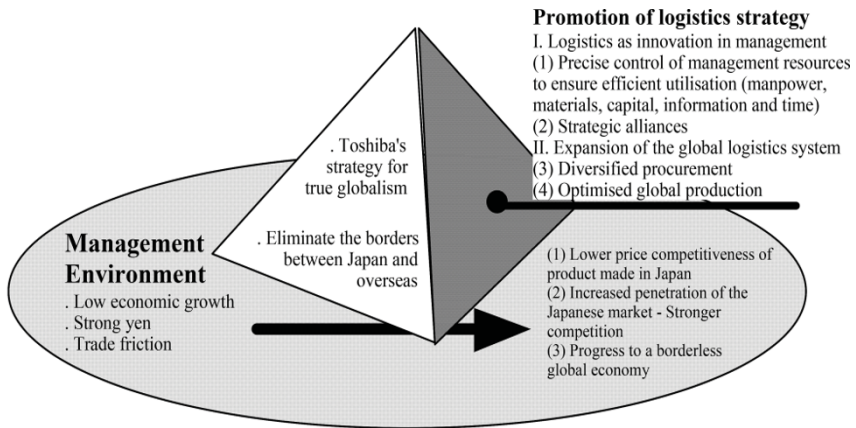 Promotion of logistics strategy
I. Logistics as innovation in management
(1) Precise control of management resources
to ensure efficient utilisation (manpower,
materials, capital, information and time)
(2) Strategic alliances
II. Expansion of the global logistics system
(3) Diversified procurement
(4) Optimised global production
. Toshiba's
strategy for
true globalism
. Eliminate the borders
between Japan and
overseas
Management
Environment
. Low economic growth
. Strong yen
. Trade friction
(1) Lower price competitiveness of
product made in Japan
(2) Increased penetration of the
Japanese market - Stronger
competition
(3) Progress to a borderless
global economy